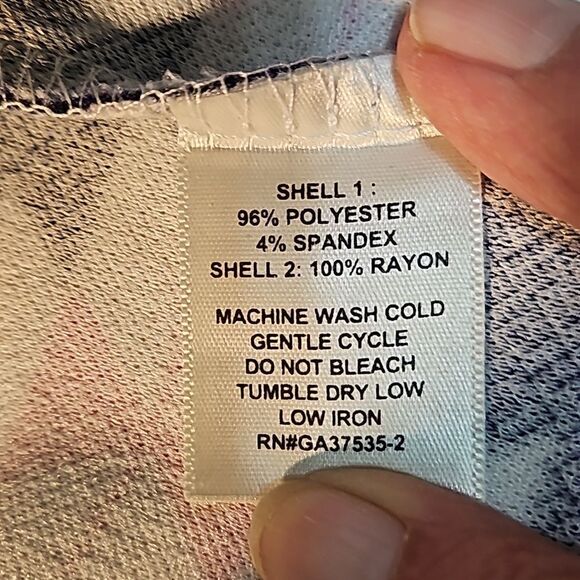 SHELL 1 :
96% POLYESTER
4% SPANDEX
SHELL 2: 100% RAYON
MACHINE WASH COLD
GENTLE CYCLE
DO NOT BLEACH
TUMBLE DRY LOW
LOW IRON
RN#GA37535-2